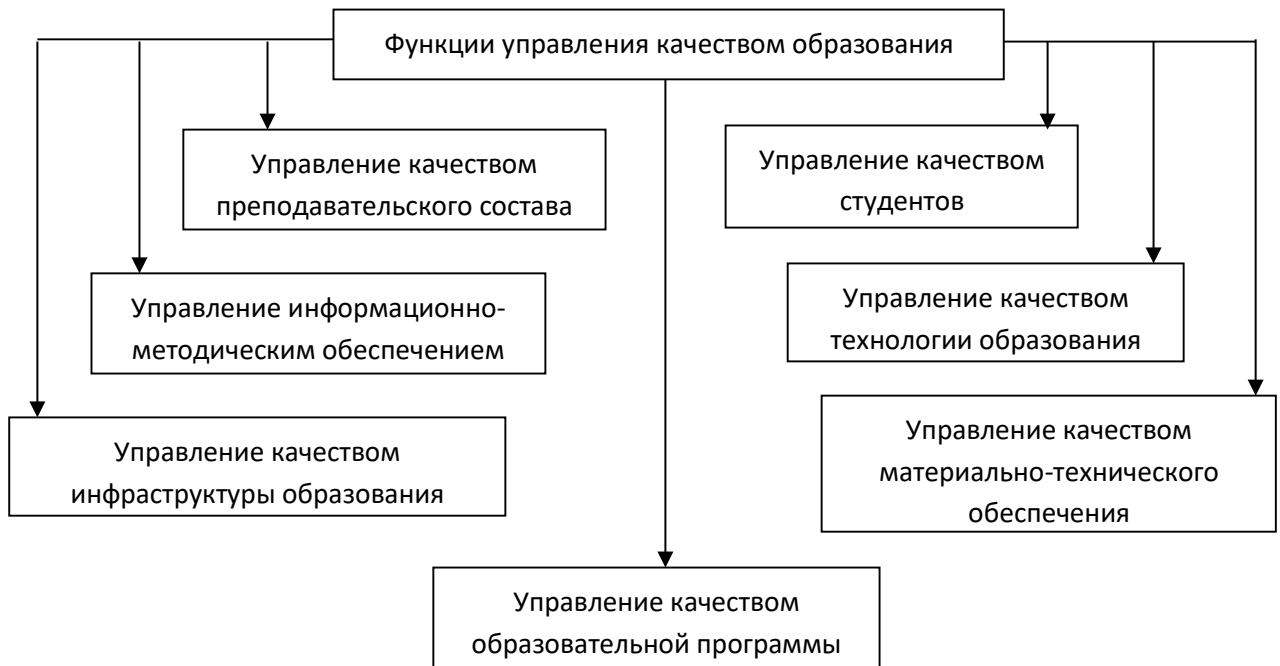 Функции управления качеством образования
Управление качеством
преподавательского состава
Управление качеством
студентов
Управление информационно-
методическим обеспечением
Управление качеством
технологии образования
Управление качеством
инфраструктуры образования
Управление качеством
материально-технического
обеспечения
Управление качеством
образовательной программы